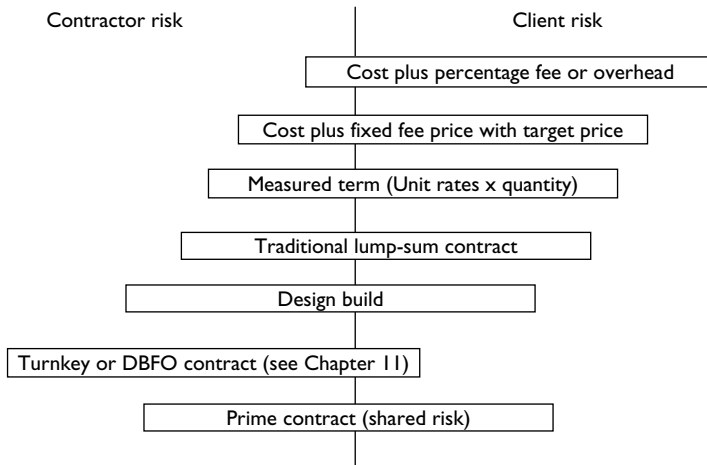 Contractor risk
Client risk
Cost plus percentage fee or overhead
Cost plus fixed fee price with target price
Measured term (Unit rates x quantity)
Traditional lump-sum contract
Design build
Turnkey or DBFO contract (see Chapter 11)
Prime contract (shared risk)